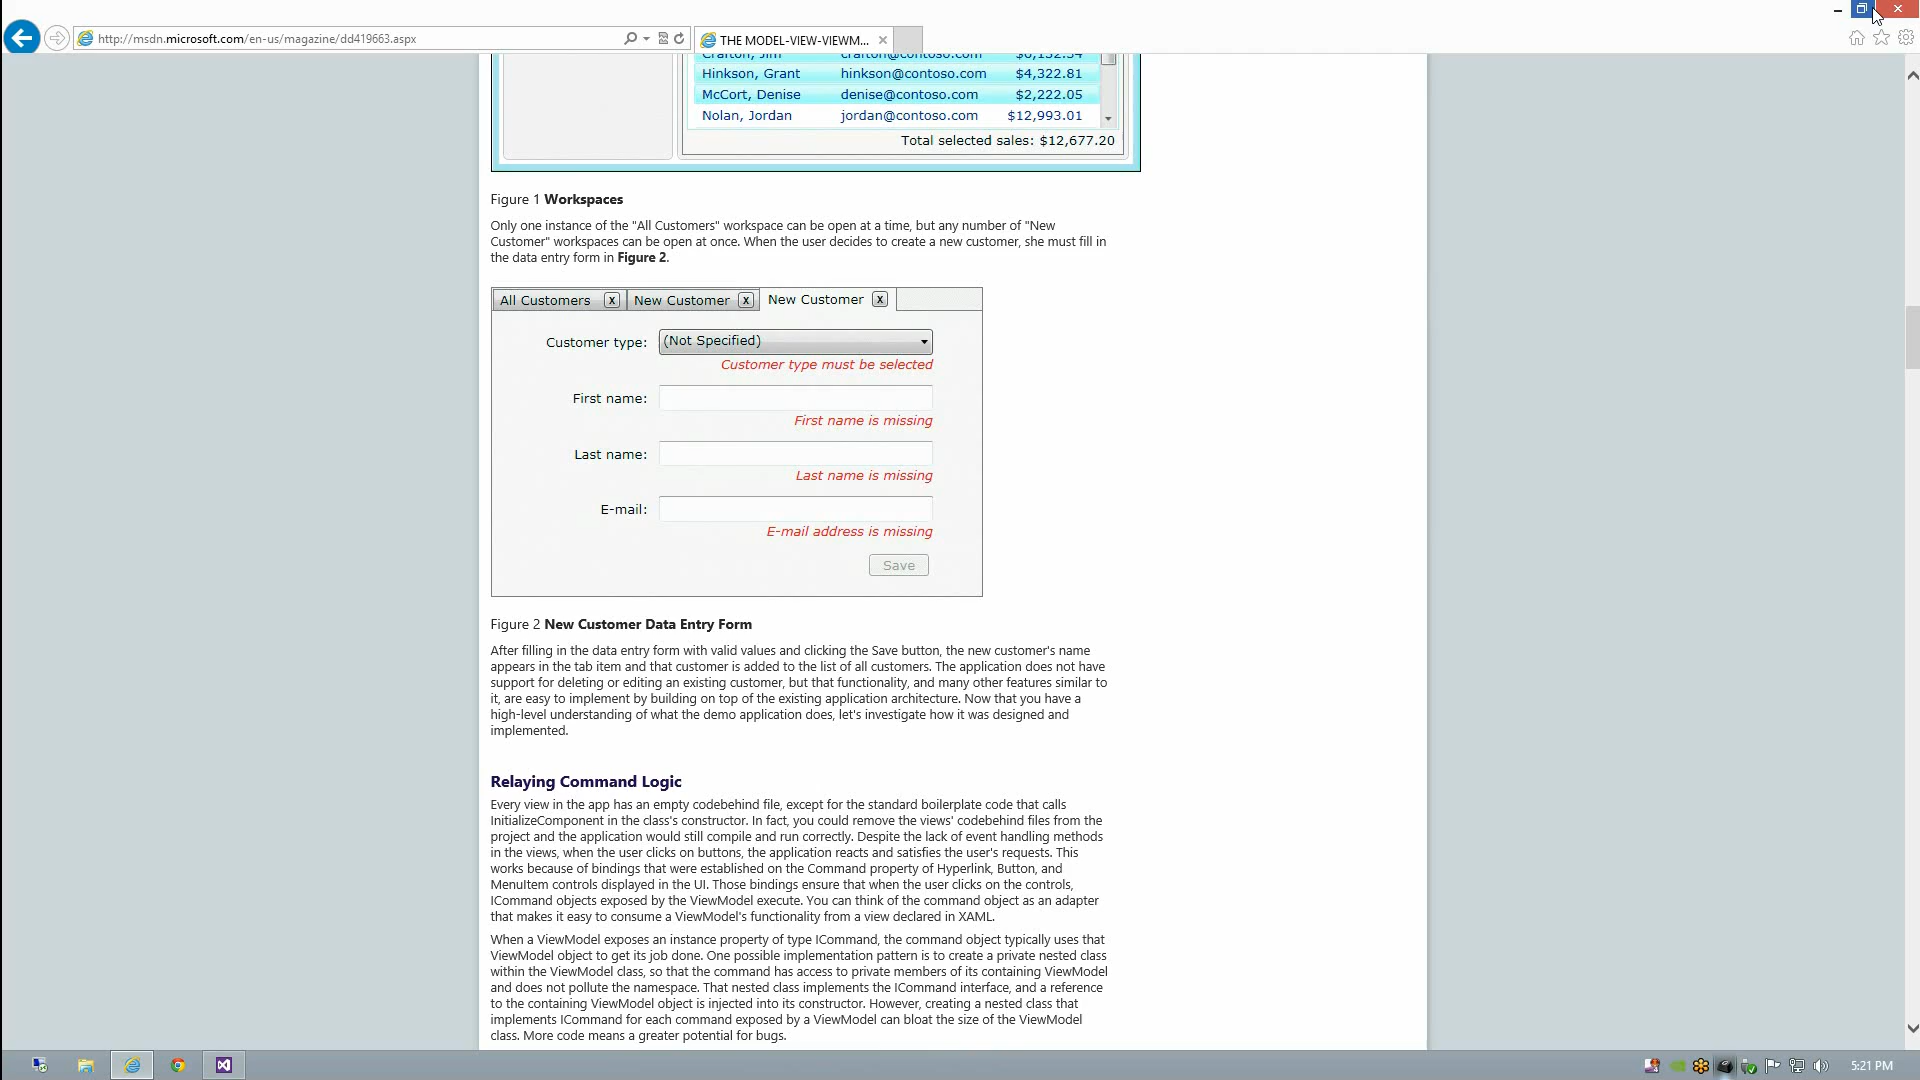 http://msdn.microsoft.com/en-us/magazine/dd419663.aspx
THE MODEL-VIEW-VIEWM...
Crafton, Jim crafton@contoso.com
Hinkson, Grant hinkson@contoso.com $4,322.81
McCort, Denise denise@contoso.com $2,222.05
Nolan, Jordan jordan@contoso.com $12,993.01
Total selected sales: $12,677.20
Figure 1 Workspaces
Only one instance of the "All Customers" workspace can be open at a time, but any number of "New
Customer" workspaces can be open at once. When the user decides to create a new customer, she must fill in
the data entry form in Figure 2.
All Customers x New Customer x New Customer x
Customer type: (Not Specified)
Customer type must be selected
First name:
First name is missing
Last name:
Last name is missing
E-mail:
E-mail address is missing
Save
Figure 2 New Customer Data Entry Form
After filling in the data entry form with valid values and clicking the Save button, the new customer's name
appears in the tab item and that customer is added to the list of all customers. The application does not have
support for deleting or editing an existing customer, but that functionality, and many other features similar to
it, are easy to implement by building on top of the existing application architecture. Now that you have a
high-level understanding of what the demo application does, let's investigate how it was designed and
implemented.
Relaying Command Logic
Every view in the app has an empty codebehind file, except for the standard boilerplate code that calls
InitializeComponent in the class's constructor. In fact, you could remove the views' codebehind files from the
project and the application would still compile and run correctly. Despite the lack of event handling methods
in the views, when the user clicks on buttons, the application reacts and satisfies the user's requests. This
works because of bindings that were established on the Command property of Hyperlink, Button, and
MenuItem controls displayed in the UI. Those bindings ensure that when the user clicks on the controls,
ICommand objects exposed by the ViewModel execute. You can think of the command object as an adapter
that makes it easy to consume a ViewModel's functionality from a view declared in XAML.
When a ViewModel exposes an instance property of type ICommand, the command object typically uses that
ViewModel object to get its job done. One possible implementation pattern is to create a private nested class
within the ViewModel class, so that the command has access to private members of its containing ViewModel
and does not pollute the namespace. That nested class implements the ICommand interface, and a reference
to the containing ViewModel object is injected into its constructor. However, creating a nested class that
implements ICommand for each command exposed by a ViewModel can bloat the size of the ViewModel
class. More code means a greater potential for bugs.
5:21 PM